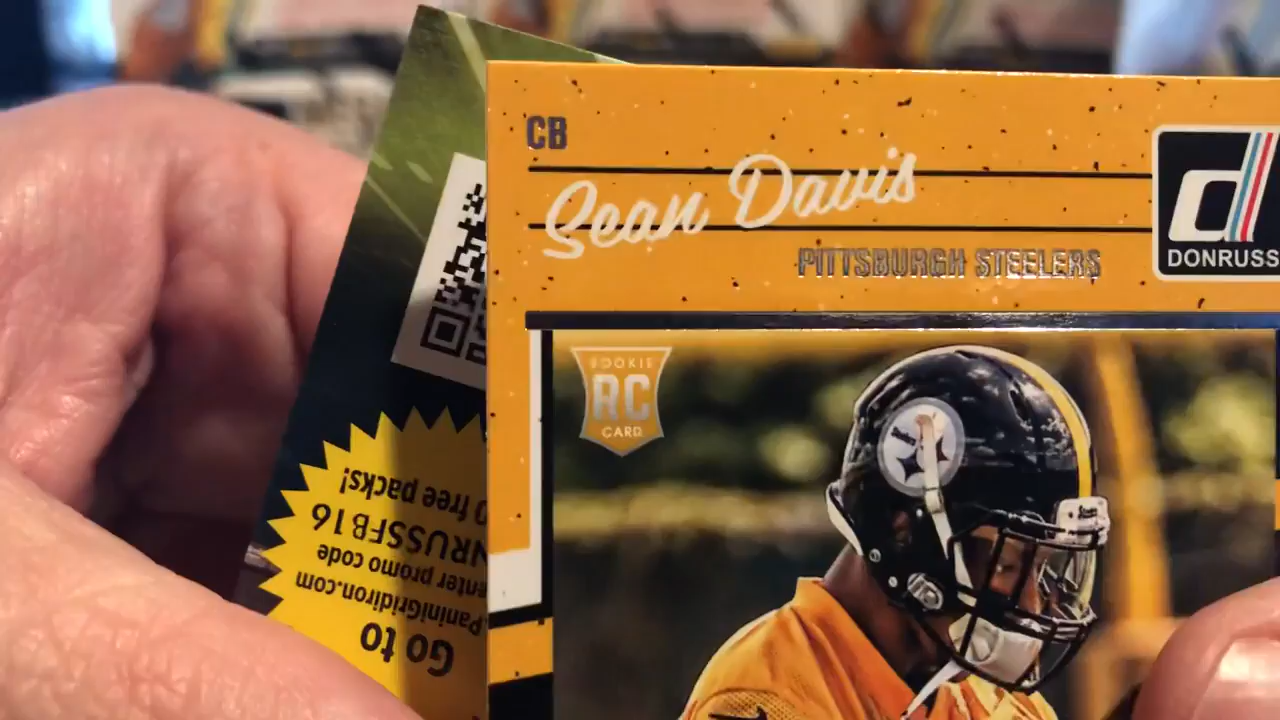 CB
Sean Davis
PITTSBURGH STEELERS
DONRUSS
ROOKIE
RC
CARD
Go to
PaniniGridiron.com
enter promo code
NRUSSFB16
0 free packs!